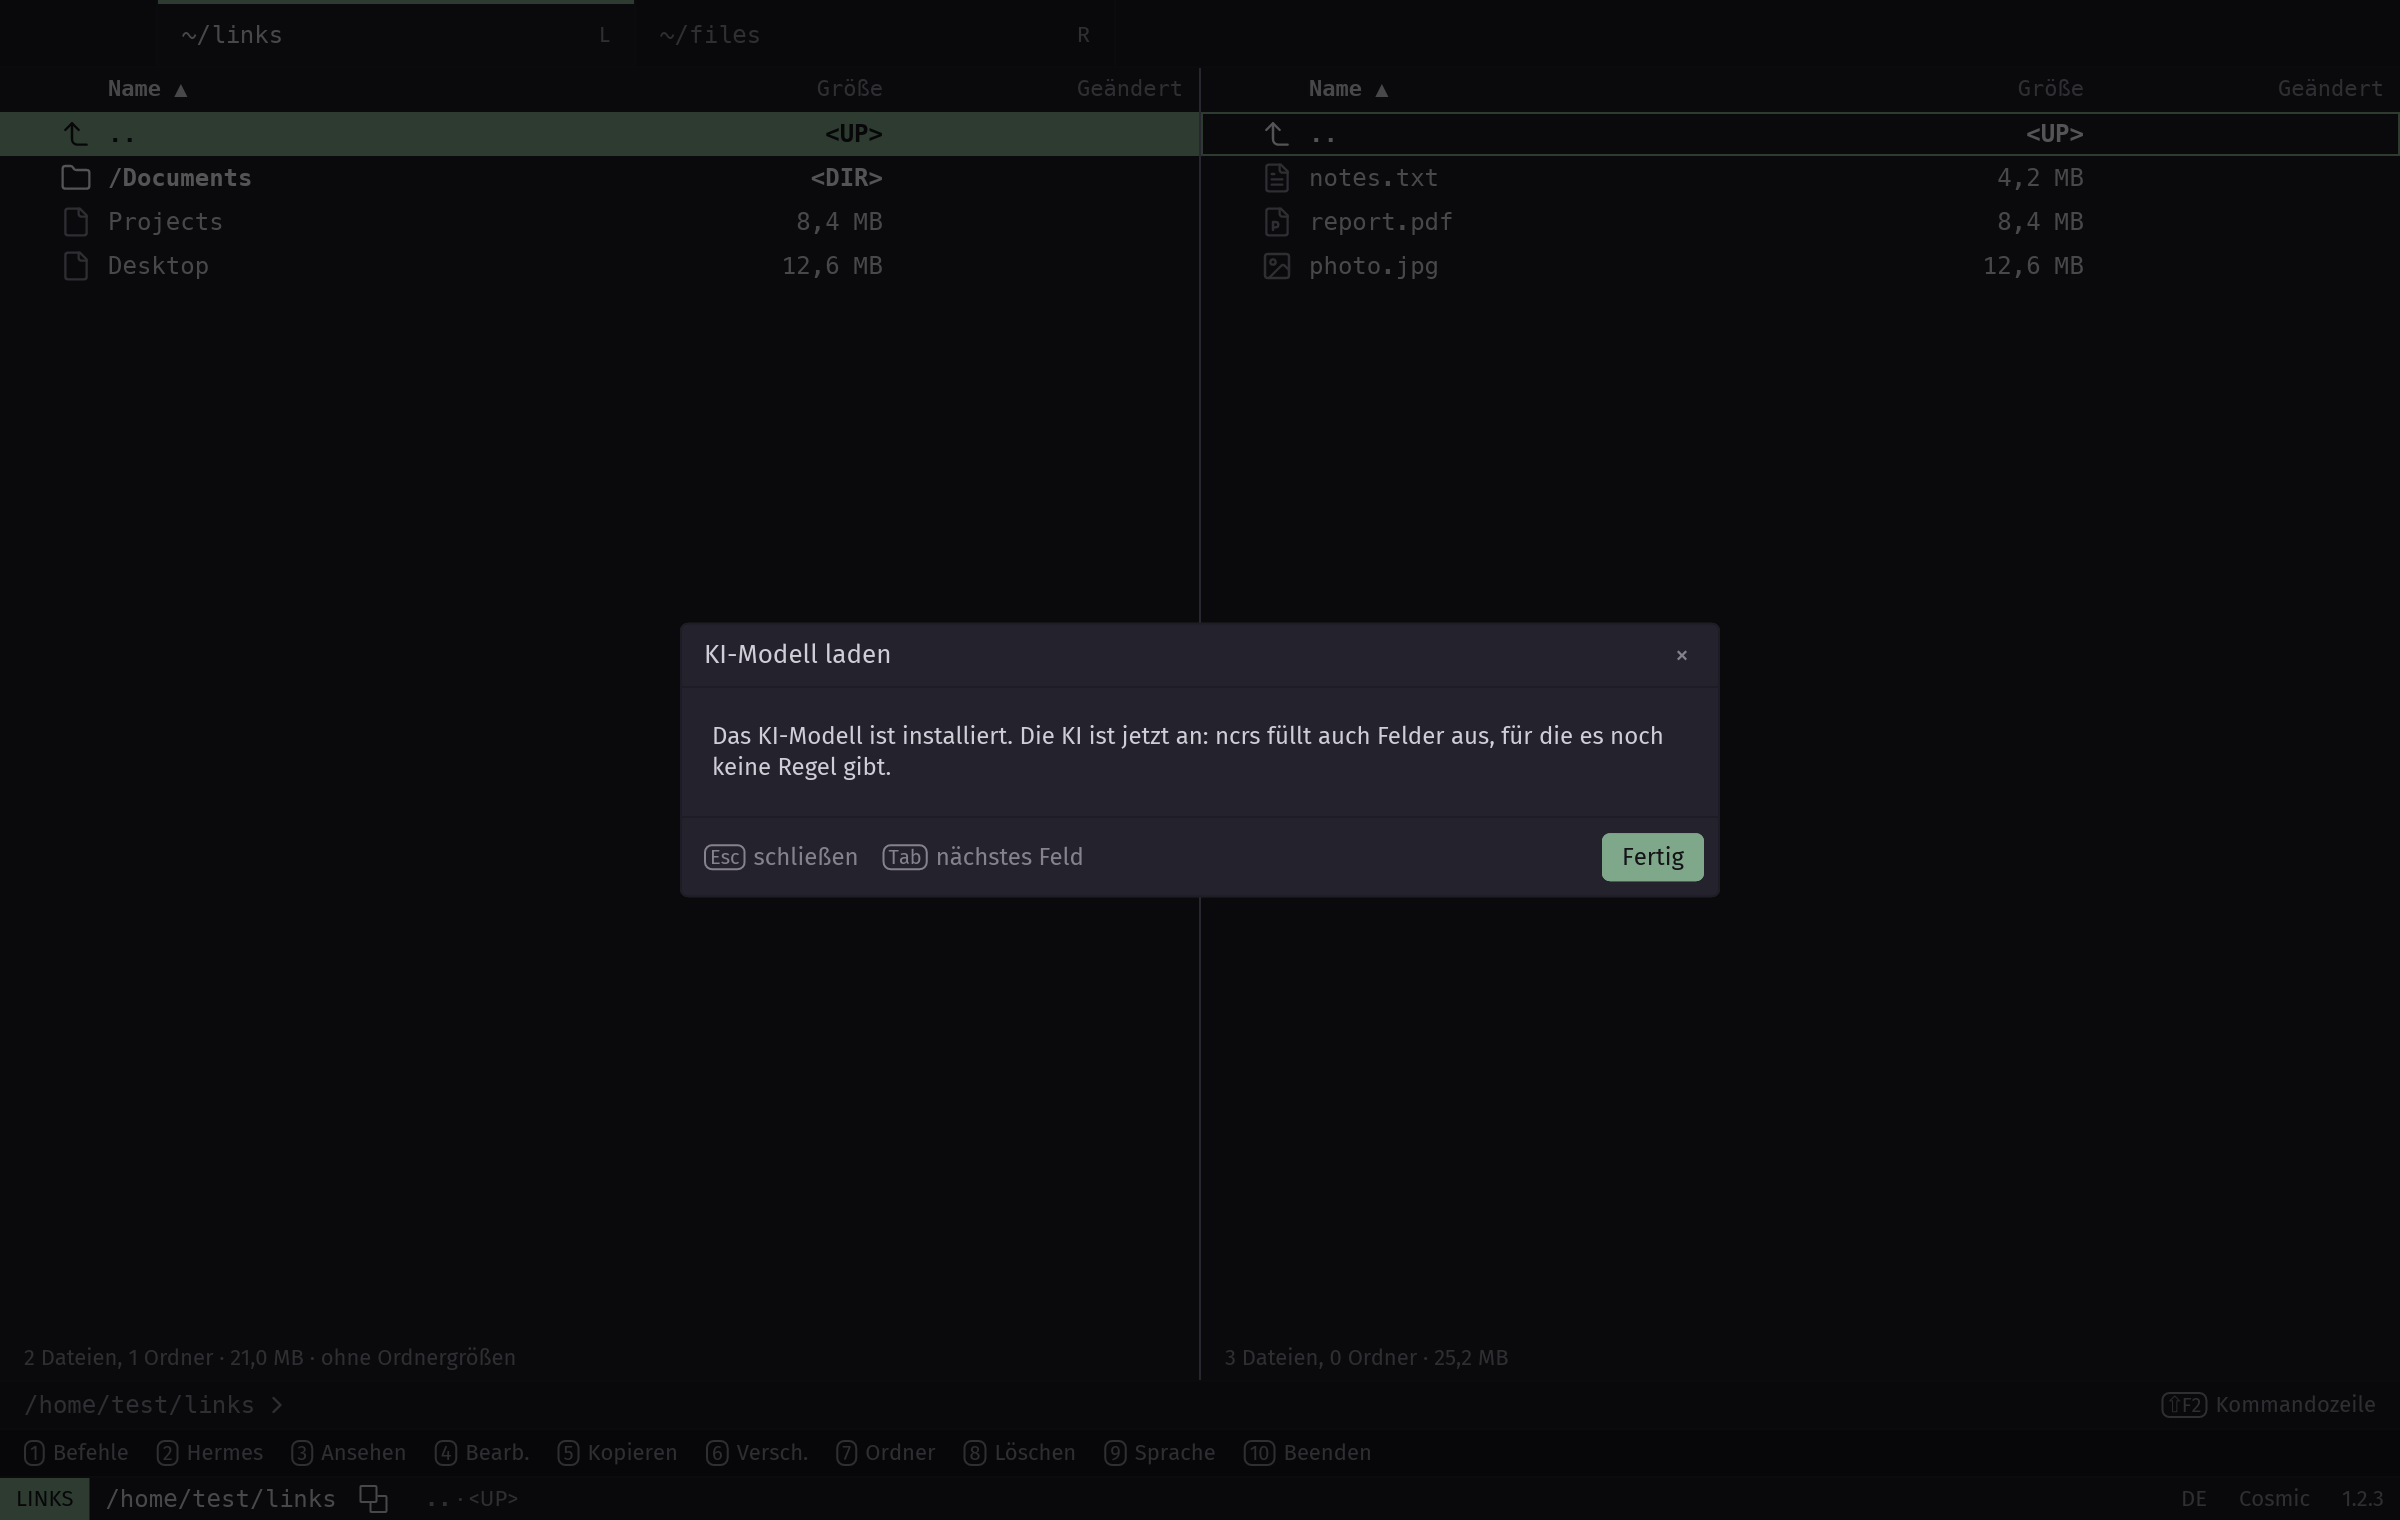 ~/links L ~/files R
Name ▲ Größe Geändert Name ▲ Größe Geändert
.. <UP> .. <UP>
/Documents <DIR> notes.txt 4,2 MB
Projects 8,4 MB report.pdf 8,4 MB
Desktop 12,6 MB photo.jpg 12,6 MB
KI-Modell laden ×
Das KI-Modell ist installiert. Die KI ist jetzt an: ncrs füllt auch Felder aus, für die es noch
keine Regel gibt.
Esc schließen Tab nächstes Feld Fertig
2 Dateien, 1 Ordner · 21,0 MB · ohne Ordnergrößen 3 Dateien, 0 Ordner · 25,2 MB
/home/test/links > ⇧F2 Kommandozeile
1 Befehle 2 Hermes 3 Ansehen 4 Bearb. 5 Kopieren 6 Versch. 7 Ordner 8 Löschen 9 Sprache 10 Beenden
LINKS /home/test/links .. · <UP> DE Cosmic 1.2.3